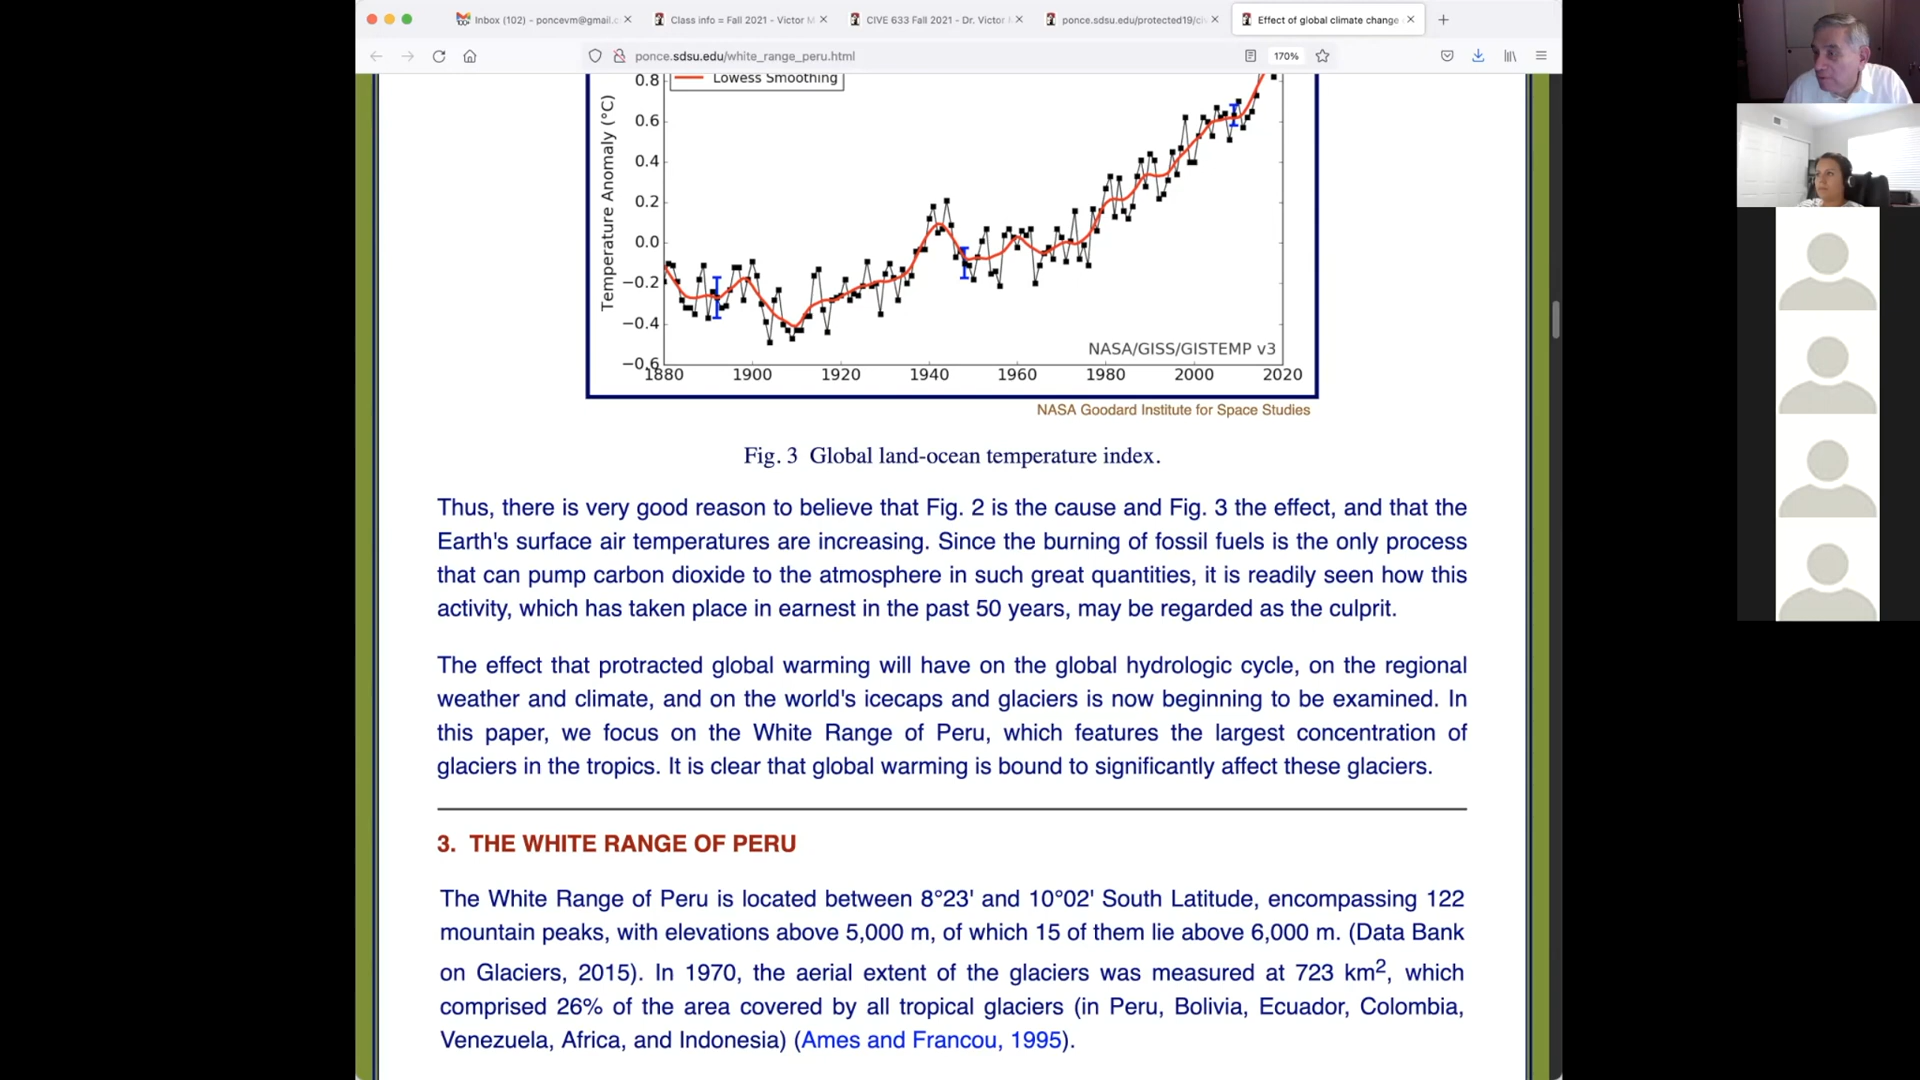 Inbox (102) - poncevm@gmail.c
Class info = Fall 2021 - Victor M
CIVE 633 Fall 2021 - Dr. Victor
ponce.sdsu.edu/protected19/ci
Effect of global climate change
ponce.sdsu.edu/white_range_peru.html
170%
Lowess Smoothing
Temperature Anomaly (°C)
0.8
0.6
0.4
0.2
0.0
−0.2
−0.4
−0.6
NASA/GISS/GISTEMP v3
1880 1900 1920 1940 1960 1980 2000 2020
NASA Goodard Institute for Space Studies
Fig. 3 Global land-ocean temperature index.
Thus, there is very good reason to believe that Fig. 2 is the cause and Fig. 3 the effect, and that the
Earth's surface air temperatures are increasing. Since the burning of fossil fuels is the only process
that can pump carbon dioxide to the atmosphere in such great quantities, it is readily seen how this
activity, which has taken place in earnest in the past 50 years, may be regarded as the culprit.
The effect that protracted global warming will have on the global hydrologic cycle, on the regional
weather and climate, and on the world's icecaps and glaciers is now beginning to be examined. In
this paper, we focus on the White Range of Peru, which features the largest concentration of
glaciers in the tropics. It is clear that global warming is bound to significantly affect these glaciers.
3. THE WHITE RANGE OF PERU
The White Range of Peru is located between 8°23' and 10°02' South Latitude, encompassing 122
mountain peaks, with elevations above 5,000 m, of which 15 of them lie above 6,000 m. (Data Bank
on Glaciers, 2015). In 1970, the aerial extent of the glaciers was measured at 723 km², which
comprised 26% of the area covered by all tropical glaciers (in Peru, Bolivia, Ecuador, Colombia,
Venezuela, Africa, and Indonesia) (Ames and Francou, 1995).